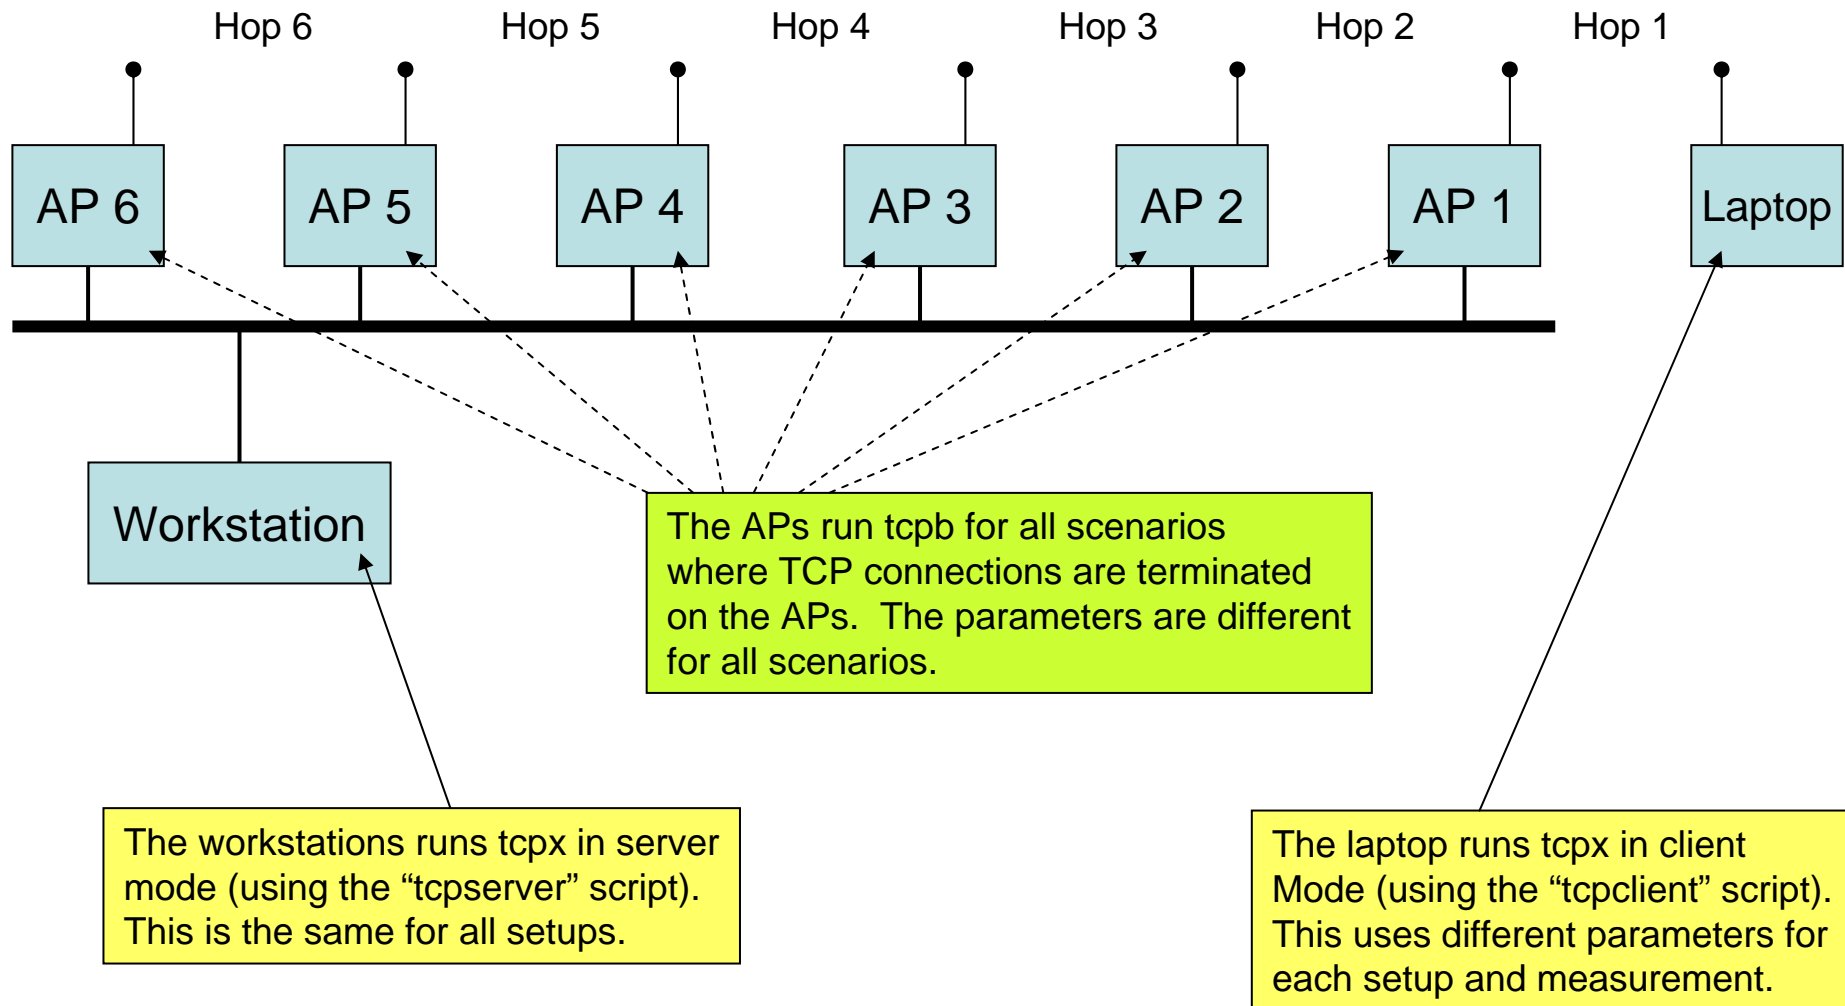 Hop 6
Hop 5
Hop 4
Hop 3
Hop 2
Hop 1
AP 6
AP 5
AP 4
AP 3
AP 2
AP 1
Laptop
Workstation
The APs run tcpb for all scenarios
where TCP connections are terminated
on the APs.  The parameters are different
for all scenarios.
The workstations runs tcpx in server
mode (using the “tcpserver” script).
This is the same for all setups.
The laptop runs tcpx in client
Mode (using the “tcpclient” script).
This uses different parameters for
each setup and measurement.